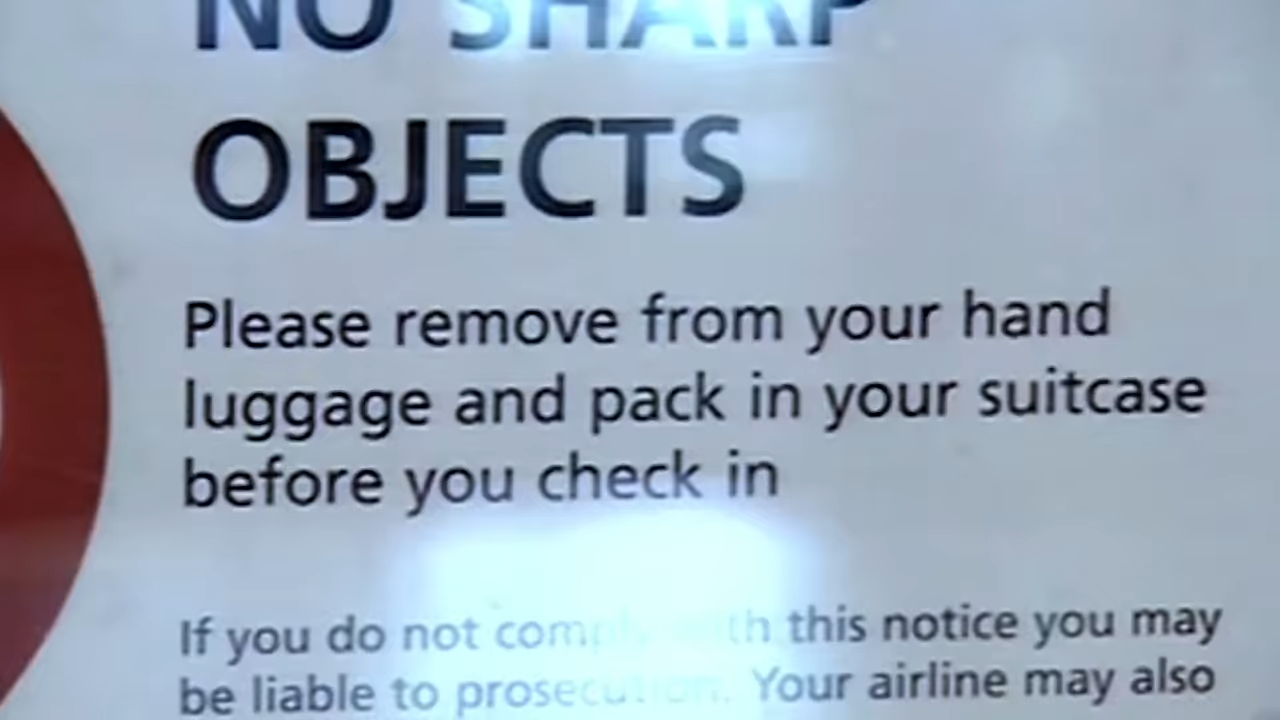 NO SHARP
OBJECTS
Please remove from your hand
luggage and pack in your suitcase
before you check in
If you do not comply with this notice you may
be liable to prosecution. Your airline may also